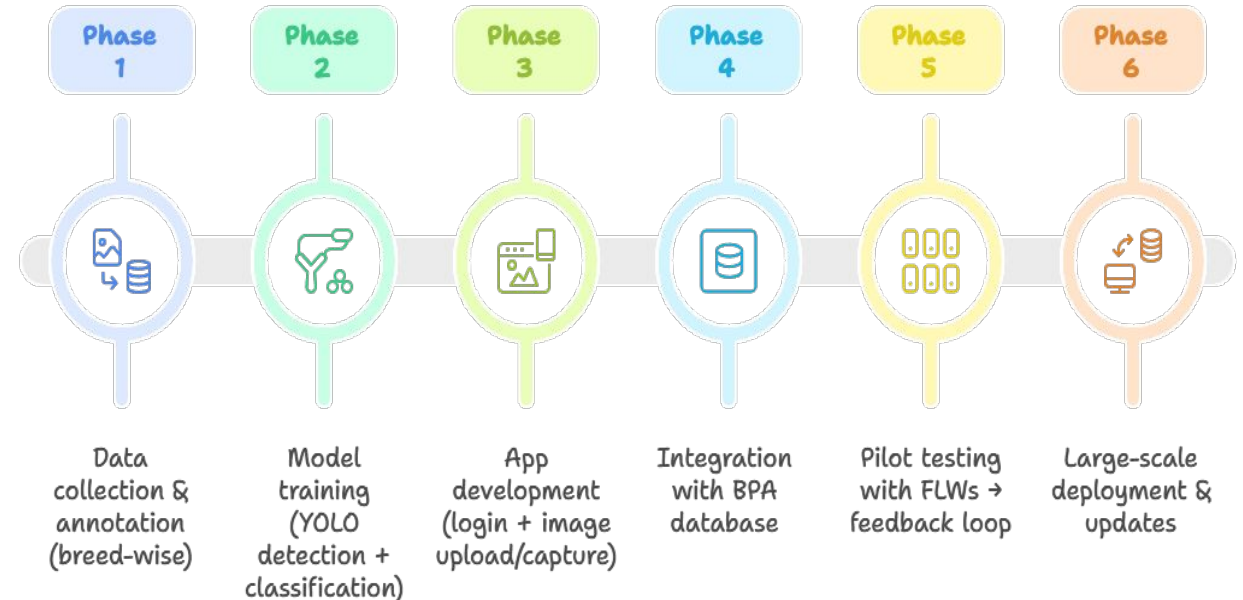 Phase
1
Phase
2
Phase
3
Phase
4
Phase
5
Phase
6
Data
collection &
annotation
(breed-wise)
Model
training
(YOLO
detection +
classification)
App
development
(login + image
upload/capture)
Integration
with BPA
database
Pilot testing
with FLWs →
feedback loop
Large-scale
deployment &
updates